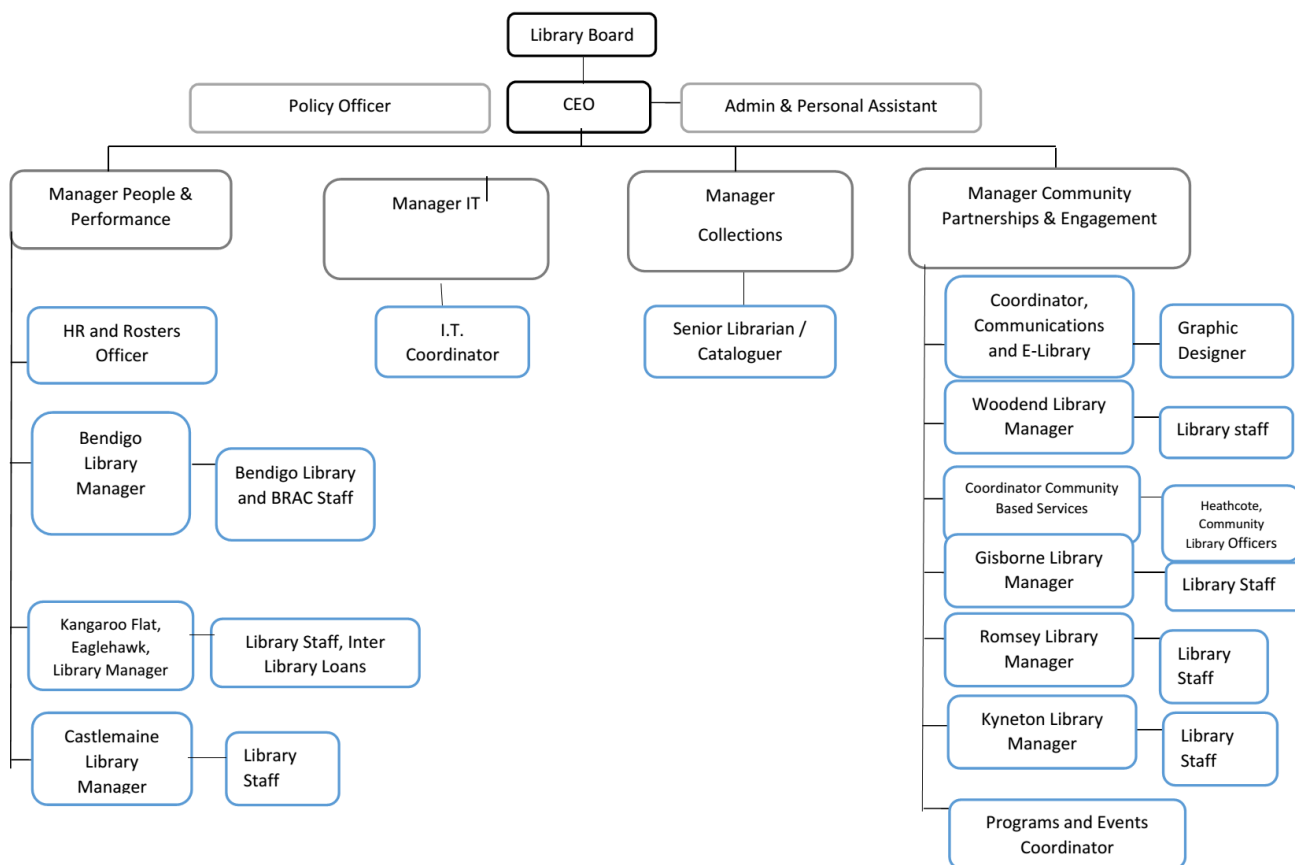 Library Board
Policy Officer
CEO
Admin & Personal Assistant
Manager People &
Performance
Manager IT
Manager
Collections
Manager Community
Partnerships & Engagement
HR and Rosters
Officer
I.T.
Coordinator
Senior Librarian /
Cataloguer
Coordinator,
Communications
and E-Library
Graphic
Designer
Bendigo
Library
Manager
Bendigo Library
and BRAC Staff
Woodend Library
Manager
Library staff
Coordinator Community
Based Services
Heathcote,
Community
Library Officers
Gisborne Library
Manager
Library Staff
Kangaroo Flat,
Eaglehawk,
Library Manager
Library Staff, Inter
Library Loans
Romsey Library
Manager
Library
Staff
Castlemaine
Library
Manager
Library
Staff
Kyneton Library
Manager
Library
Staff
Programs and Events
Coordinator